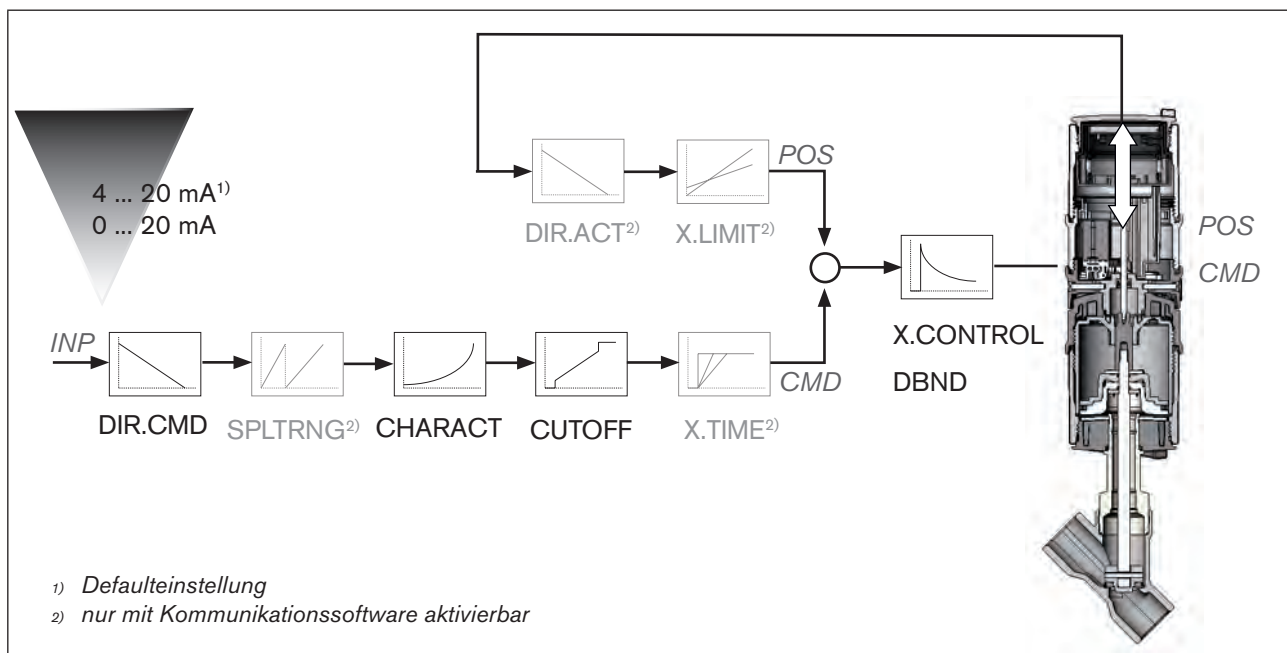 4 ... 20 mA1)
0 ... 20 mA
DIR.ACT2)
X.LIMIT2)
POS
INP
DIR.CMD
SPLTRNG2)
CHARACT
CUTOFF
X.TIME2)
CMD
X.CONTROL
DBND
POS
CMD
1) Defaulteinstellung
2) nur mit Kommunikationssoftware aktivierbar